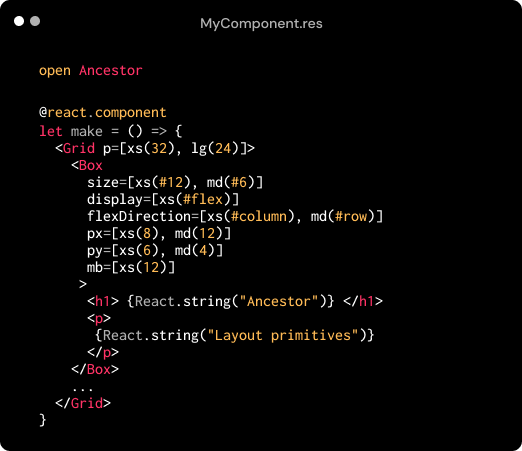 MyComponent.res
open Ancestor
@react.component
let make = () => {
  <Grid p=[xs(32), lg(24)]>
    <Box
      size=[xs(#12), md(#6)]
      display=[xs(#flex)]
      flexDirection=[xs(#column), md(#row)]
      px=[xs(8), md(12)]
      py=[xs(6), md(4)]
      mb=[xs(12)]
     >
      <h1> {React.string("Ancestor")} </h1>
      <p>
       {React.string("Layout primitives")}
      </p>
    </Box>
    ...
  </Grid>
}